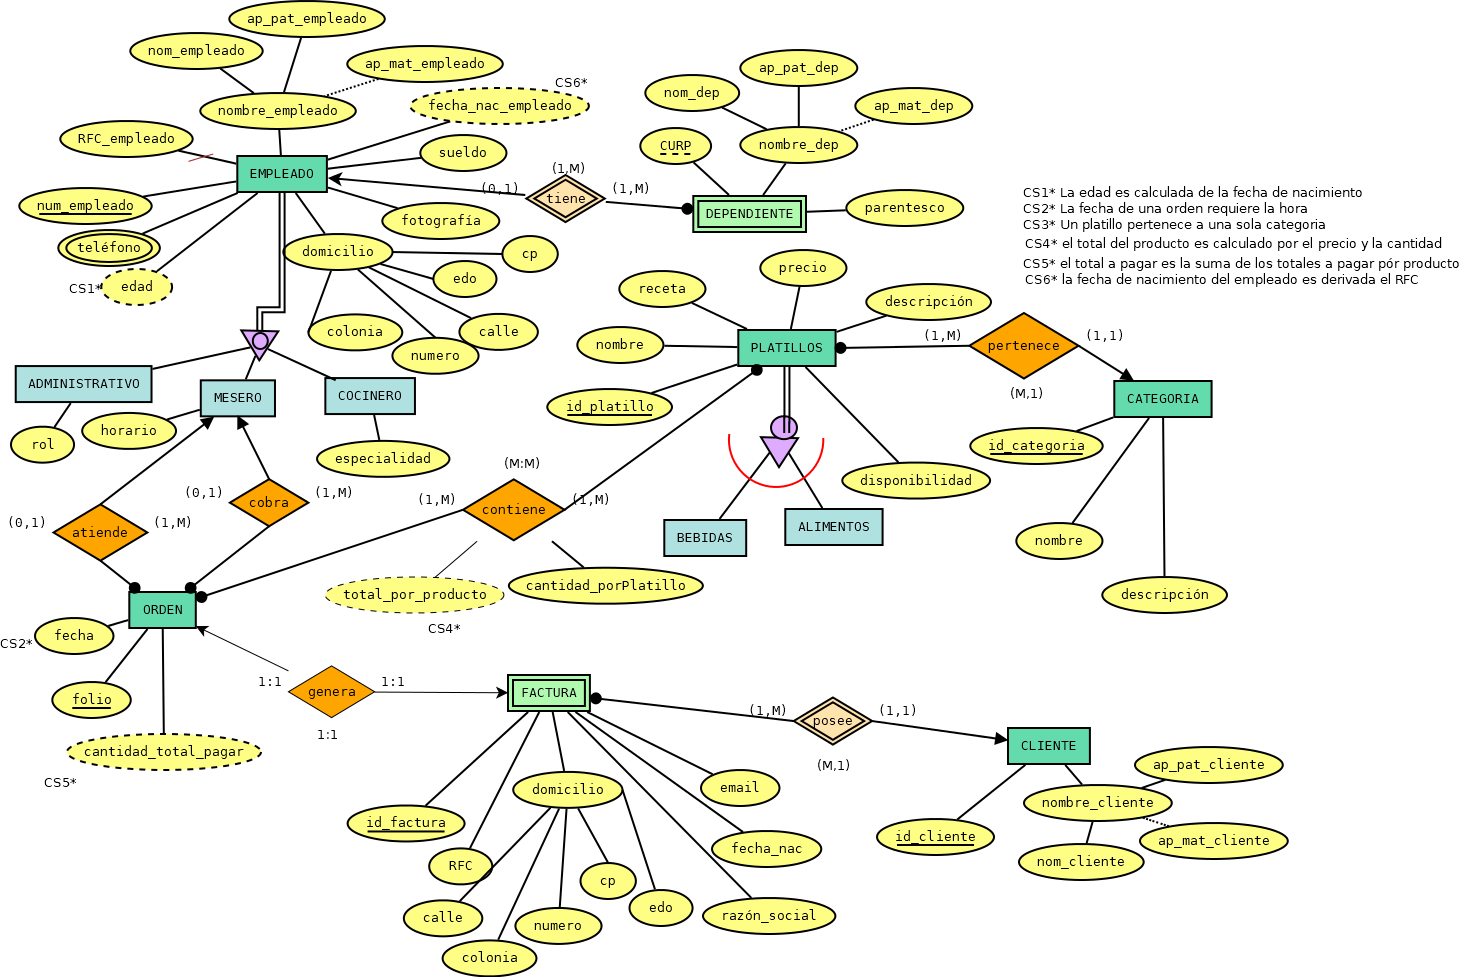 ap_pat_empleado
nom_empleado
ap_mat_empleado
CS6*
fecha_nac_empleado
nombre_empleado
RFC_empleado
sueldo
EMPLEADO
num_empleado
fotografía
teléfono
domicilio
cp
edad
CS1*
edo
colonia
calle
numero
(0,1)
(1,M)
tiene
(1,M)
ap_pat_dep
nom_dep
ap_mat_dep
CURP
nombre_dep
DEPENDIENTE
parentesco
CS1* La edad es calculada de la fecha de nacimiento
CS2* La fecha de una orden requiere la hora
CS3* Un platillo pertenece a una sola categoria
CS4* el total del producto es calculado por el precio y la cantidad
CS5* el total a pagar es la suma de los totales a pagar pór producto
CS6* la fecha de nacimiento del empleado es derivada el RFC
precio
receta
descripción
nombre
PLATILLOS
(1,M)
pertenece
(1,1)
(M,1)
id_platillo
disponibilidad
CATEGORIA
id_categoria
nombre
descripción
BEBIDAS
ALIMENTOS
ADMINISTRATIVO
MESERO
COCINERO
rol
horario
especialidad
(0,1)
cobra
(1,M)
(0,1)
atiende
(1,M)
(M:M)
(1,M)
contiene
(1,M)
total_por_producto
cantidad_porPlatillo
CS4*
ORDEN
fecha
CS2*
folio
cantidad_total_pagar
CS5*
1:1
genera
1:1
1:1
FACTURA
(1,M)
posee
(1,1)
(M,1)
CLIENTE
ap_pat_cliente
nombre_cliente
id_cliente
ap_mat_cliente
nom_cliente
domicilio
email
id_factura
fecha_nac
RFC
cp
edo
razón_social
calle
numero
colonia